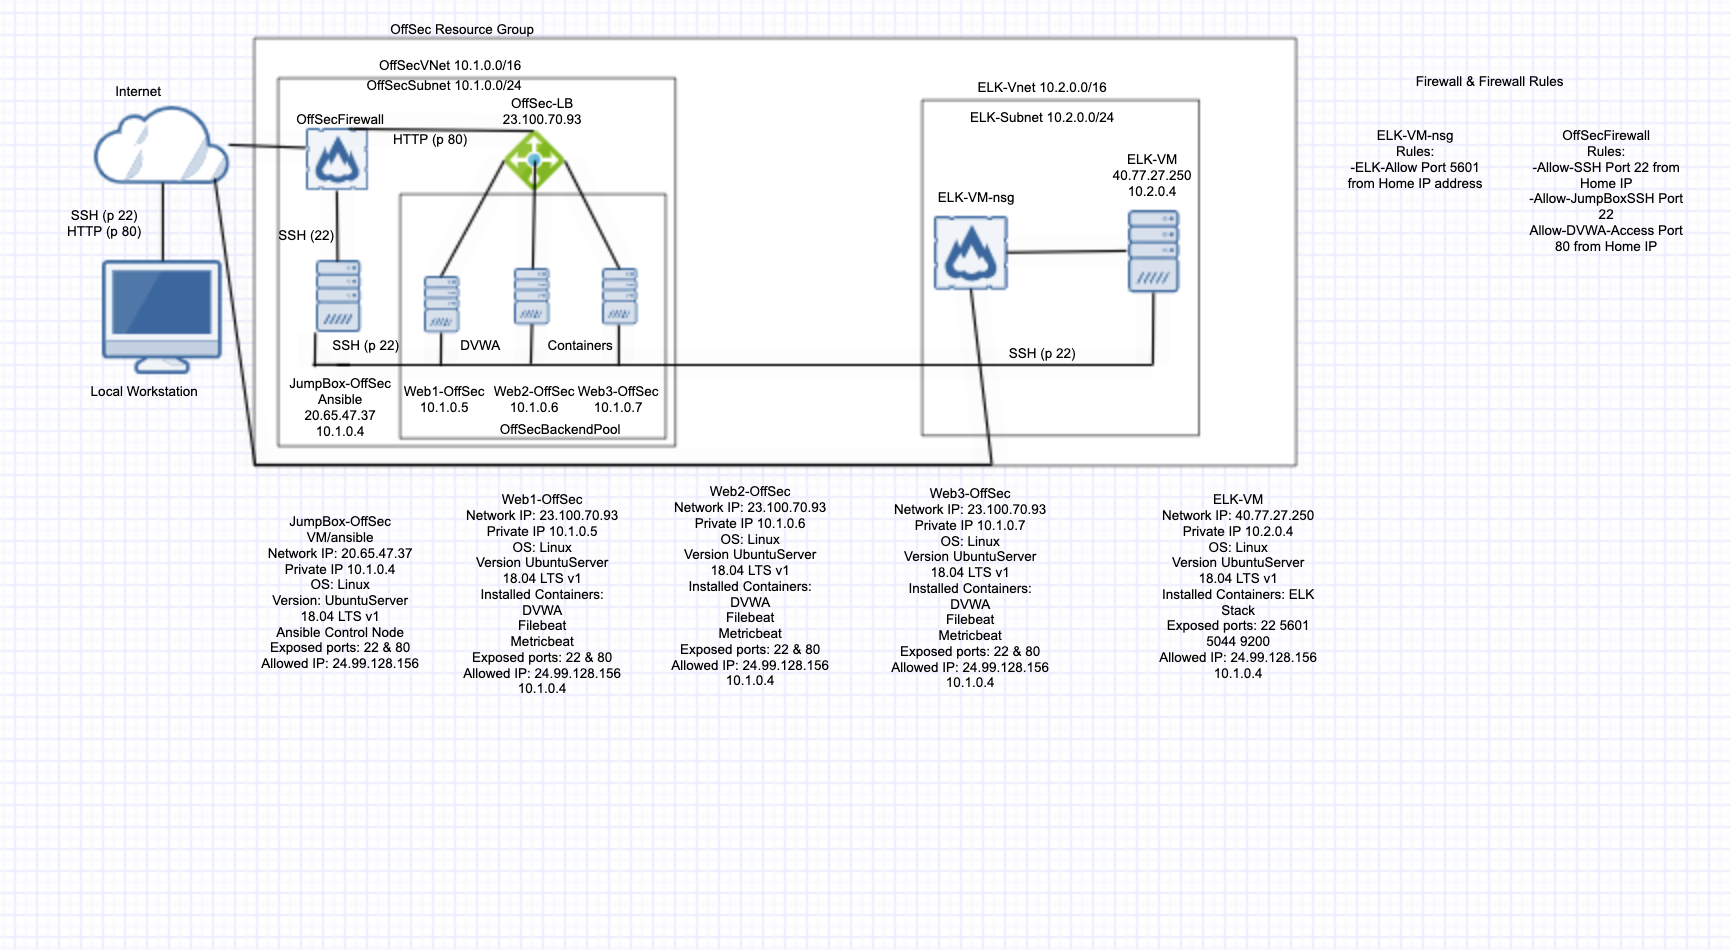 OffSec Resource Group
OffSecVNet 10.1.0.0/16
OffSecSubnet 10.1.0.0/24
Internet
OffSecFirewall
OffSec-LB
23.100.70.93
HTTP (p 80)
SSH (p 22)
HTTP (p 80)
SSH (22)
Local Workstation
SSH (p 22)
DVWA
Containers
JumpBox-OffSec
Ansible
20.65.47.37
10.1.0.4
Web1-OffSec
10.1.0.5
Web2-OffSec
10.1.0.6
Web3-OffSec
10.1.0.7
OffSecBackendPool
ELK-Vnet 10.2.0.0/16
ELK-Subnet 10.2.0.0/24
ELK-VM
40.77.27.250
10.2.0.4
ELK-VM-nsg
SSH (p 22)
Firewall & Firewall Rules
ELK-VM-nsg
Rules:
-ELK-Allow Port 5601
from Home IP address
OffSecFirewall
Rules:
-Allow-SSH Port 22 from
Home IP
-Allow-JumpBoxSSH Port
22
Allow-DVWA-Access Port
80 from Home IP
JumpBox-OffSec
VM/ansible
Network IP: 20.65.47.37
Private IP 10.1.0.4
OS: Linux
Version: UbuntuServer
18.04 LTS v1
Ansible Control Node
Exposed ports: 22 & 80
Allowed IP: 24.99.128.156
Web1-OffSec
Network IP: 23.100.70.93
Private IP 10.1.0.5
OS: Linux
Version UbuntuServer
18.04 LTS v1
Installed Containers:
DVWA
Filebeat
Metricbeat
Exposed ports: 22 & 80
Allowed IP: 24.99.128.156
10.1.0.4
Web2-OffSec
Network IP: 23.100.70.93
Private IP 10.1.0.6
OS: Linux
Version UbuntuServer
18.04 LTS v1
Installed Containers:
DVWA
Filebeat
Metricbeat
Exposed ports: 22 & 80
Allowed IP: 24.99.128.156
10.1.0.4
Web3-OffSec
Network IP: 23.100.70.93
Private IP 10.1.0.7
OS: Linux
Version UbuntuServer
18.04 LTS v1
Installed Containers:
DVWA
Filebeat
Metricbeat
Exposed ports: 22 & 80
Allowed IP: 24.99.128.156
10.1.0.4
ELK-VM
Network IP: 40.77.27.250
Private IP 10.2.0.4
OS: Linux
Version UbuntuServer
18.04 LTS v1
Installed Containers: ELK
Stack
Exposed ports: 22 5601
5044 9200
Allowed IP: 24.99.128.156
10.1.0.4